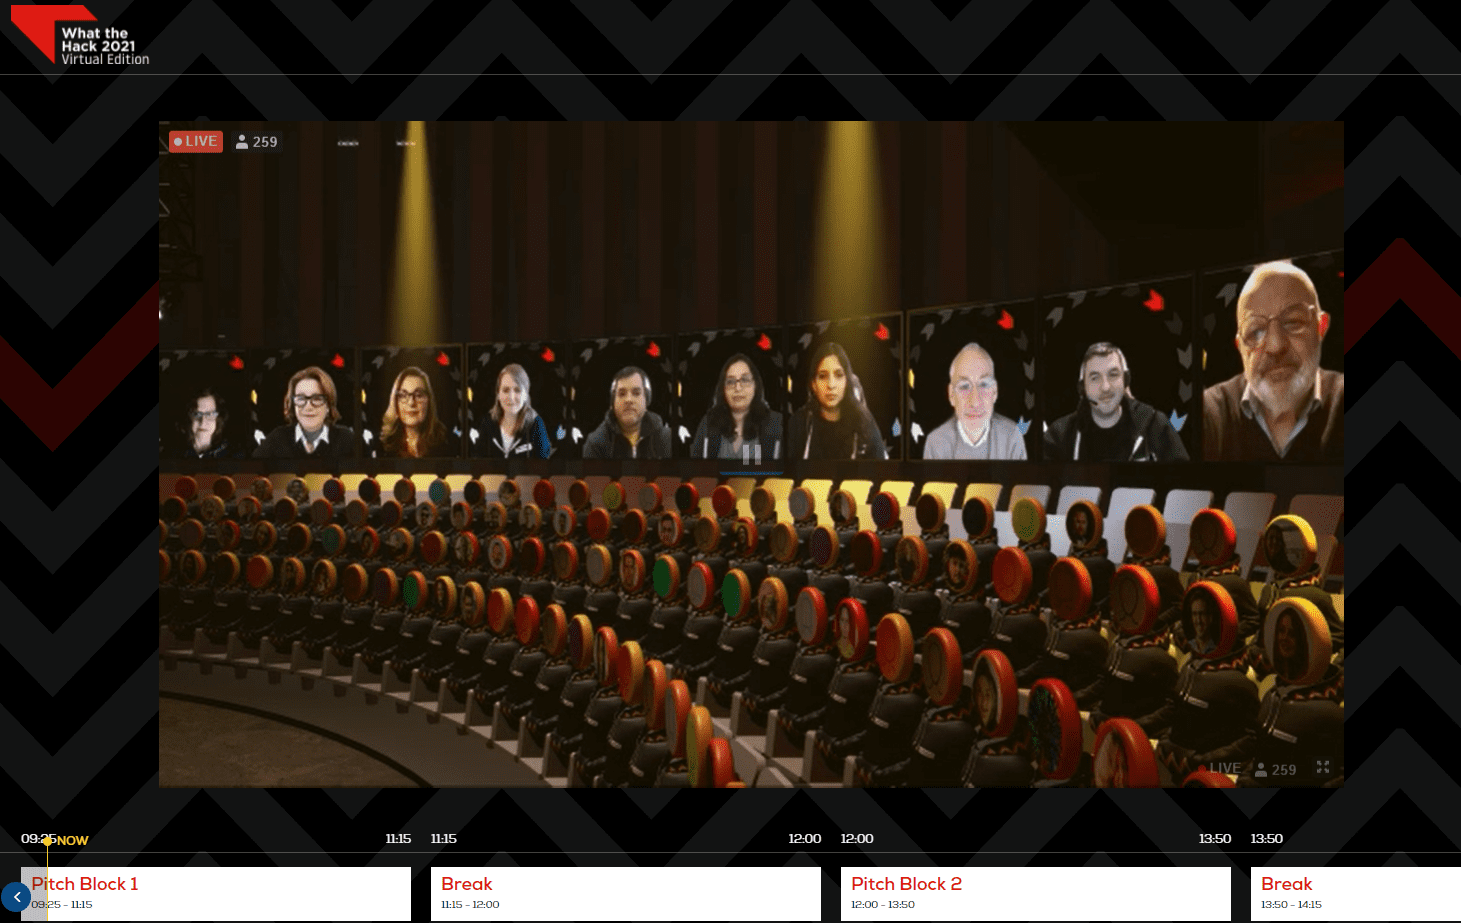 What the
Hack 2021
Virtual Edition
LIVE 259
LIVE 259
09:25 NOW 11:15 11:15 12:00 12:00 13:50 13:50
Pitch Block 1 Break Pitch Block 2 Break
09:25 - 11:15 11:15 - 12:00 12:00 - 13:50 13:50 - 14:15